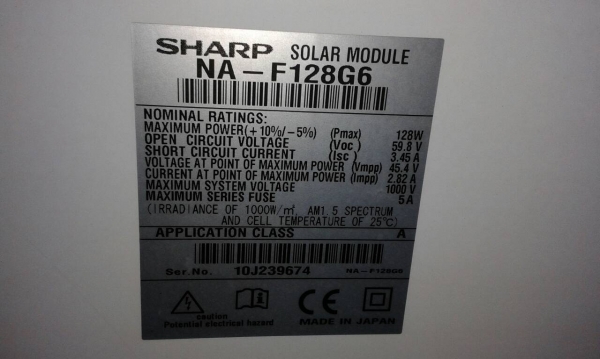 SHARP SOLAR MODULE
NA-F128G6
NOMINAL RATINGS:
MAXIMUM POWER(+10%/-5%) (Pmax) 128W
OPEN CIRCUIT VOLTAGE (Voc) 59.8 V
SHORT CIRCUIT CURRENT (Isc) 3.45 A
VOLTAGE AT POINT OF MAXIMUM POWER (Vmpp) 45.4 V
CURRENT AT POINT OF MAXIMUM POWER (Impp) 2.82 A
MAXIMUM SYSTEM VOLTAGE 1000 V
MAXIMUM SERIES FUSE 5A
(IRRADIANCE OF 1000W/㎡, AM1.5 SPECTRUM
AND CELL TEMPERATURE OF 25℃)
APPLICATION CLASS A
Ser.No. 10J239674 NA-F128G6
caution
Potential electrical hazard
CE
MADE IN JAPAN